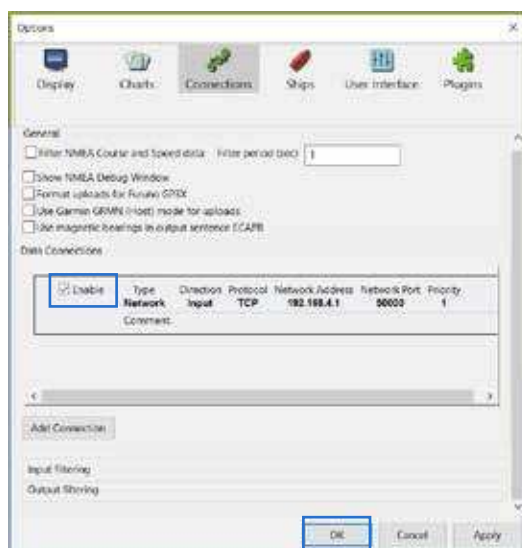 Options
Display Charts Connections Ships User Interface Plugins
General
Filter NMEA Course and Speed data Filter period (sec) 1
Show NMEA Debug Window
Format uploads for Furuno GPXX
Use Garmin GRMN (Host) mode for uploads
Use magnetic bearings in output sentence ECAPB
Data Connections
Enable Type Direction Protocol Network Address Network Port Priority
Network Input TCP 192.168.4.1 50000 1
Comment:
Add Connection
Input filtering
Output filtering
OK Cancel Apply